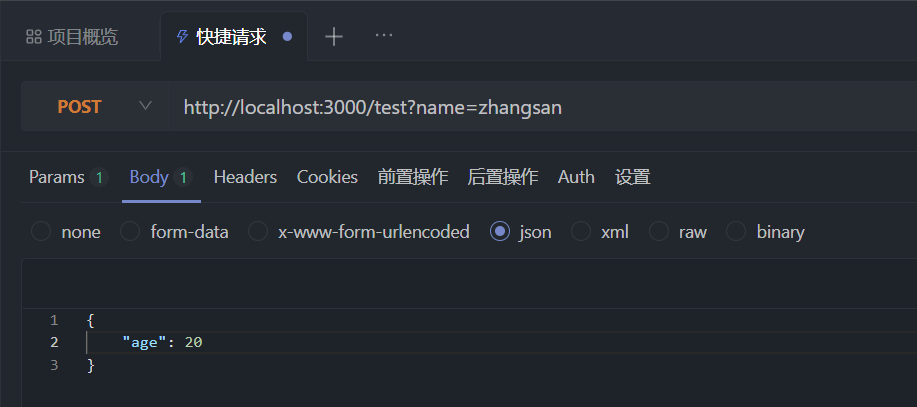 项目概览 快捷请求
POST http://localhost:3000/test?name=zhangsan
Params 1 Body 1 Headers Cookies 前置操作 后置操作 Auth 设置
none form-data x-www-form-urlencoded json xml raw binary
1 {
2 "age": 20
3 }